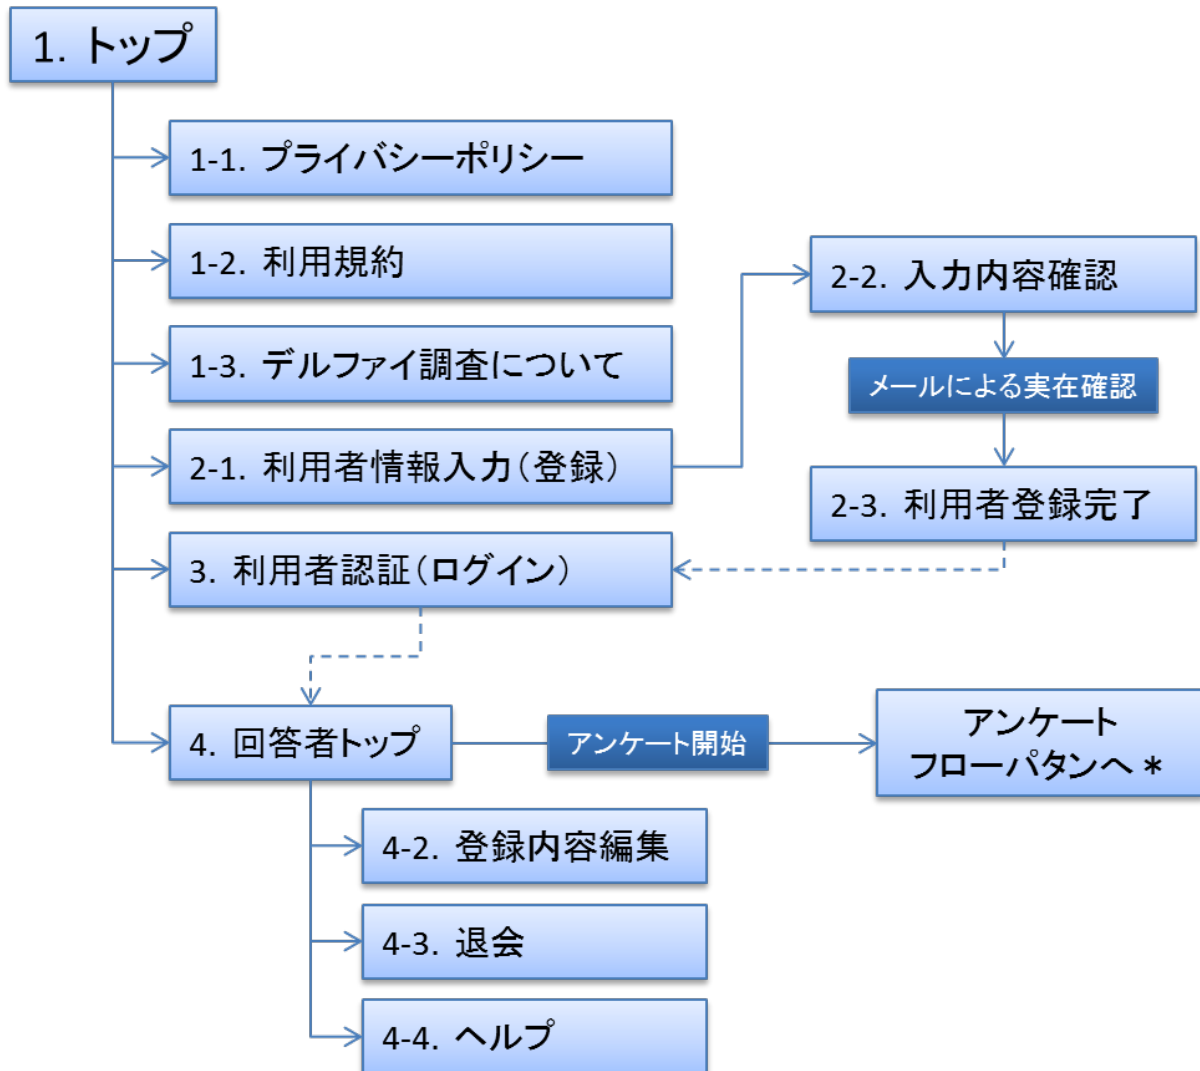 1. トップ
1-1. プライバシーポリシー
1-2. 利用規約
1-3. デルファイ調査について
2-1. 利用者情報入力（登録）
2-2. 入力内容確認
メールによる実在確認
2-3. 利用者登録完了
3. 利用者認証（ログイン）
4. 回答者トップ
アンケート開始
アンケート
フローパタンへ＊
4-2. 登録内容編集
4-3. 退会
4-4. ヘルプ